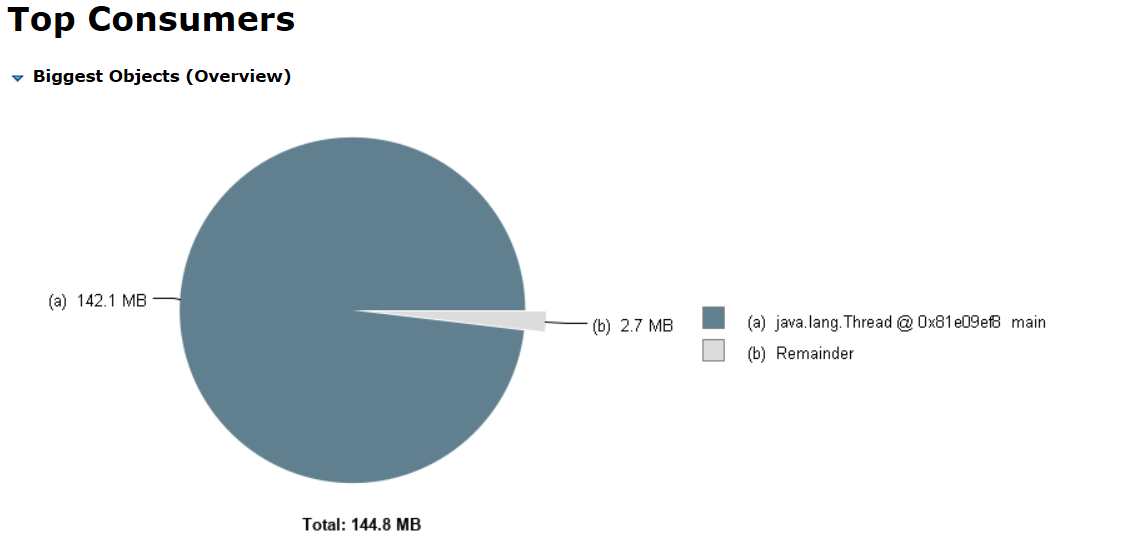 Top Consumers
Biggest Objects (Overview)
(a) 142.1 MB
(b) 2.7 MB
(a) java.lang.Thread @ 0x81e09ef8 main
(b) Remainder
Total: 144.8 MB